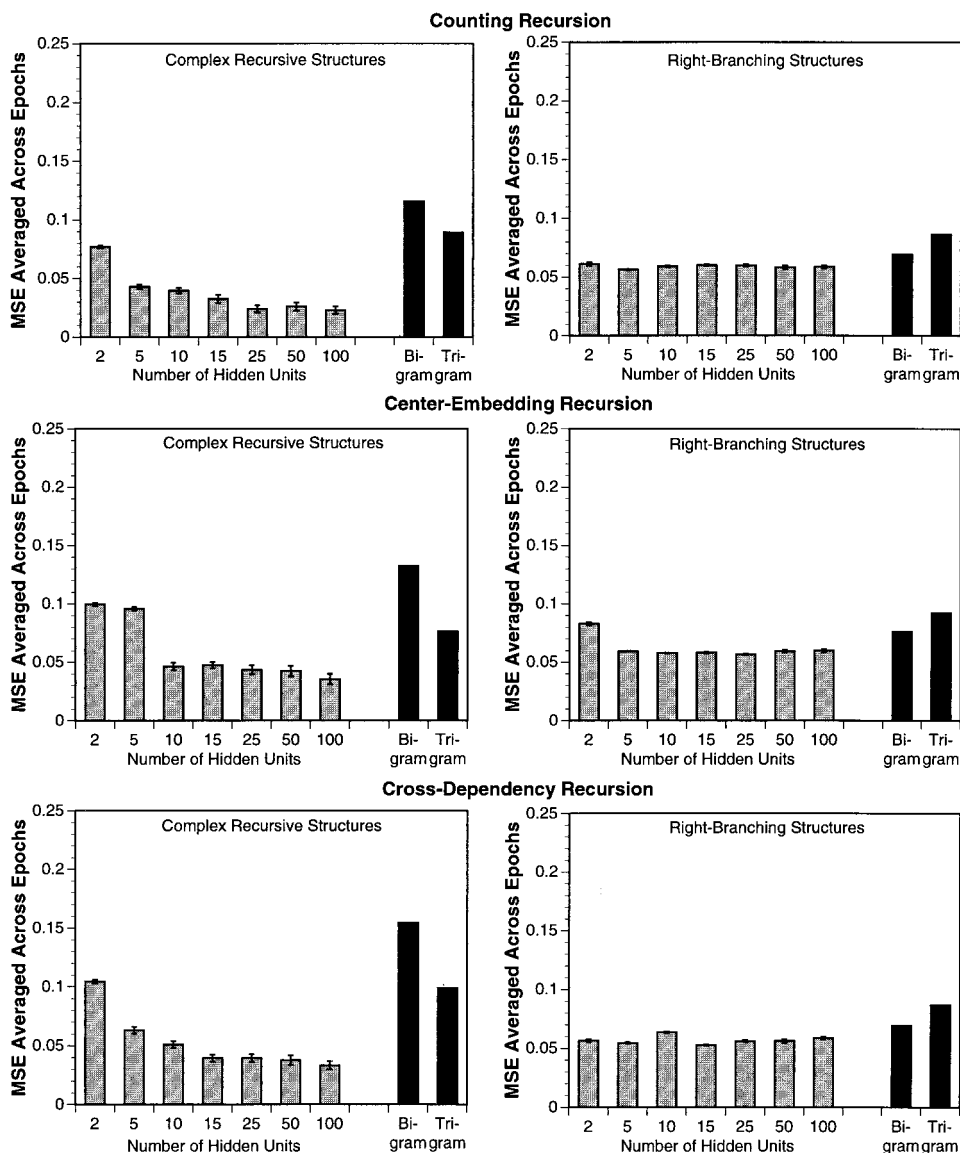 Counting Recursion
MSE Averaged Across Epochs
0.25
0.2
0.15
0.1
0.05
0
Complex Recursive Structures
2 5 10 15 25 50 100 Bi- Tri-
Number of Hidden Units gram gram
MSE Averaged Across Epochs
0.25
0.2
0.15
0.1
0.05
0
Right-Branching Structures
2 5 10 15 25 50 100 Bi- Tri-
Number of Hidden Units gram gram
Center-Embedding Recursion
MSE Averaged Across Epochs
0.25
0.2
0.15
0.1
0.05
0
Complex Recursive Structures
2 5 10 15 25 50 100 Bi- Tri-
Number of Hidden Units gram gram
MSE Averaged Across Epochs
0.25
0.2
0.15
0.1
0.05
0
Right-Branching Structures
2 5 10 15 25 50 100 Bi- Tri-
Number of Hidden Units gram gram
Cross-Dependency Recursion
MSE Averaged Across Epochs
0.25
0.2
0.15
0.1
0.05
0
Complex Recursive Structures
2 5 10 15 25 50 100 Bi- Tri-
Number of Hidden Units gram gram
MSE Averaged Across Epochs
0.25
0.2
0.15
0.1
0.05
0
Right-Branching Structures
2 5 10 15 25 50 100 Bi- Tri-
Number of Hidden Units gram gram